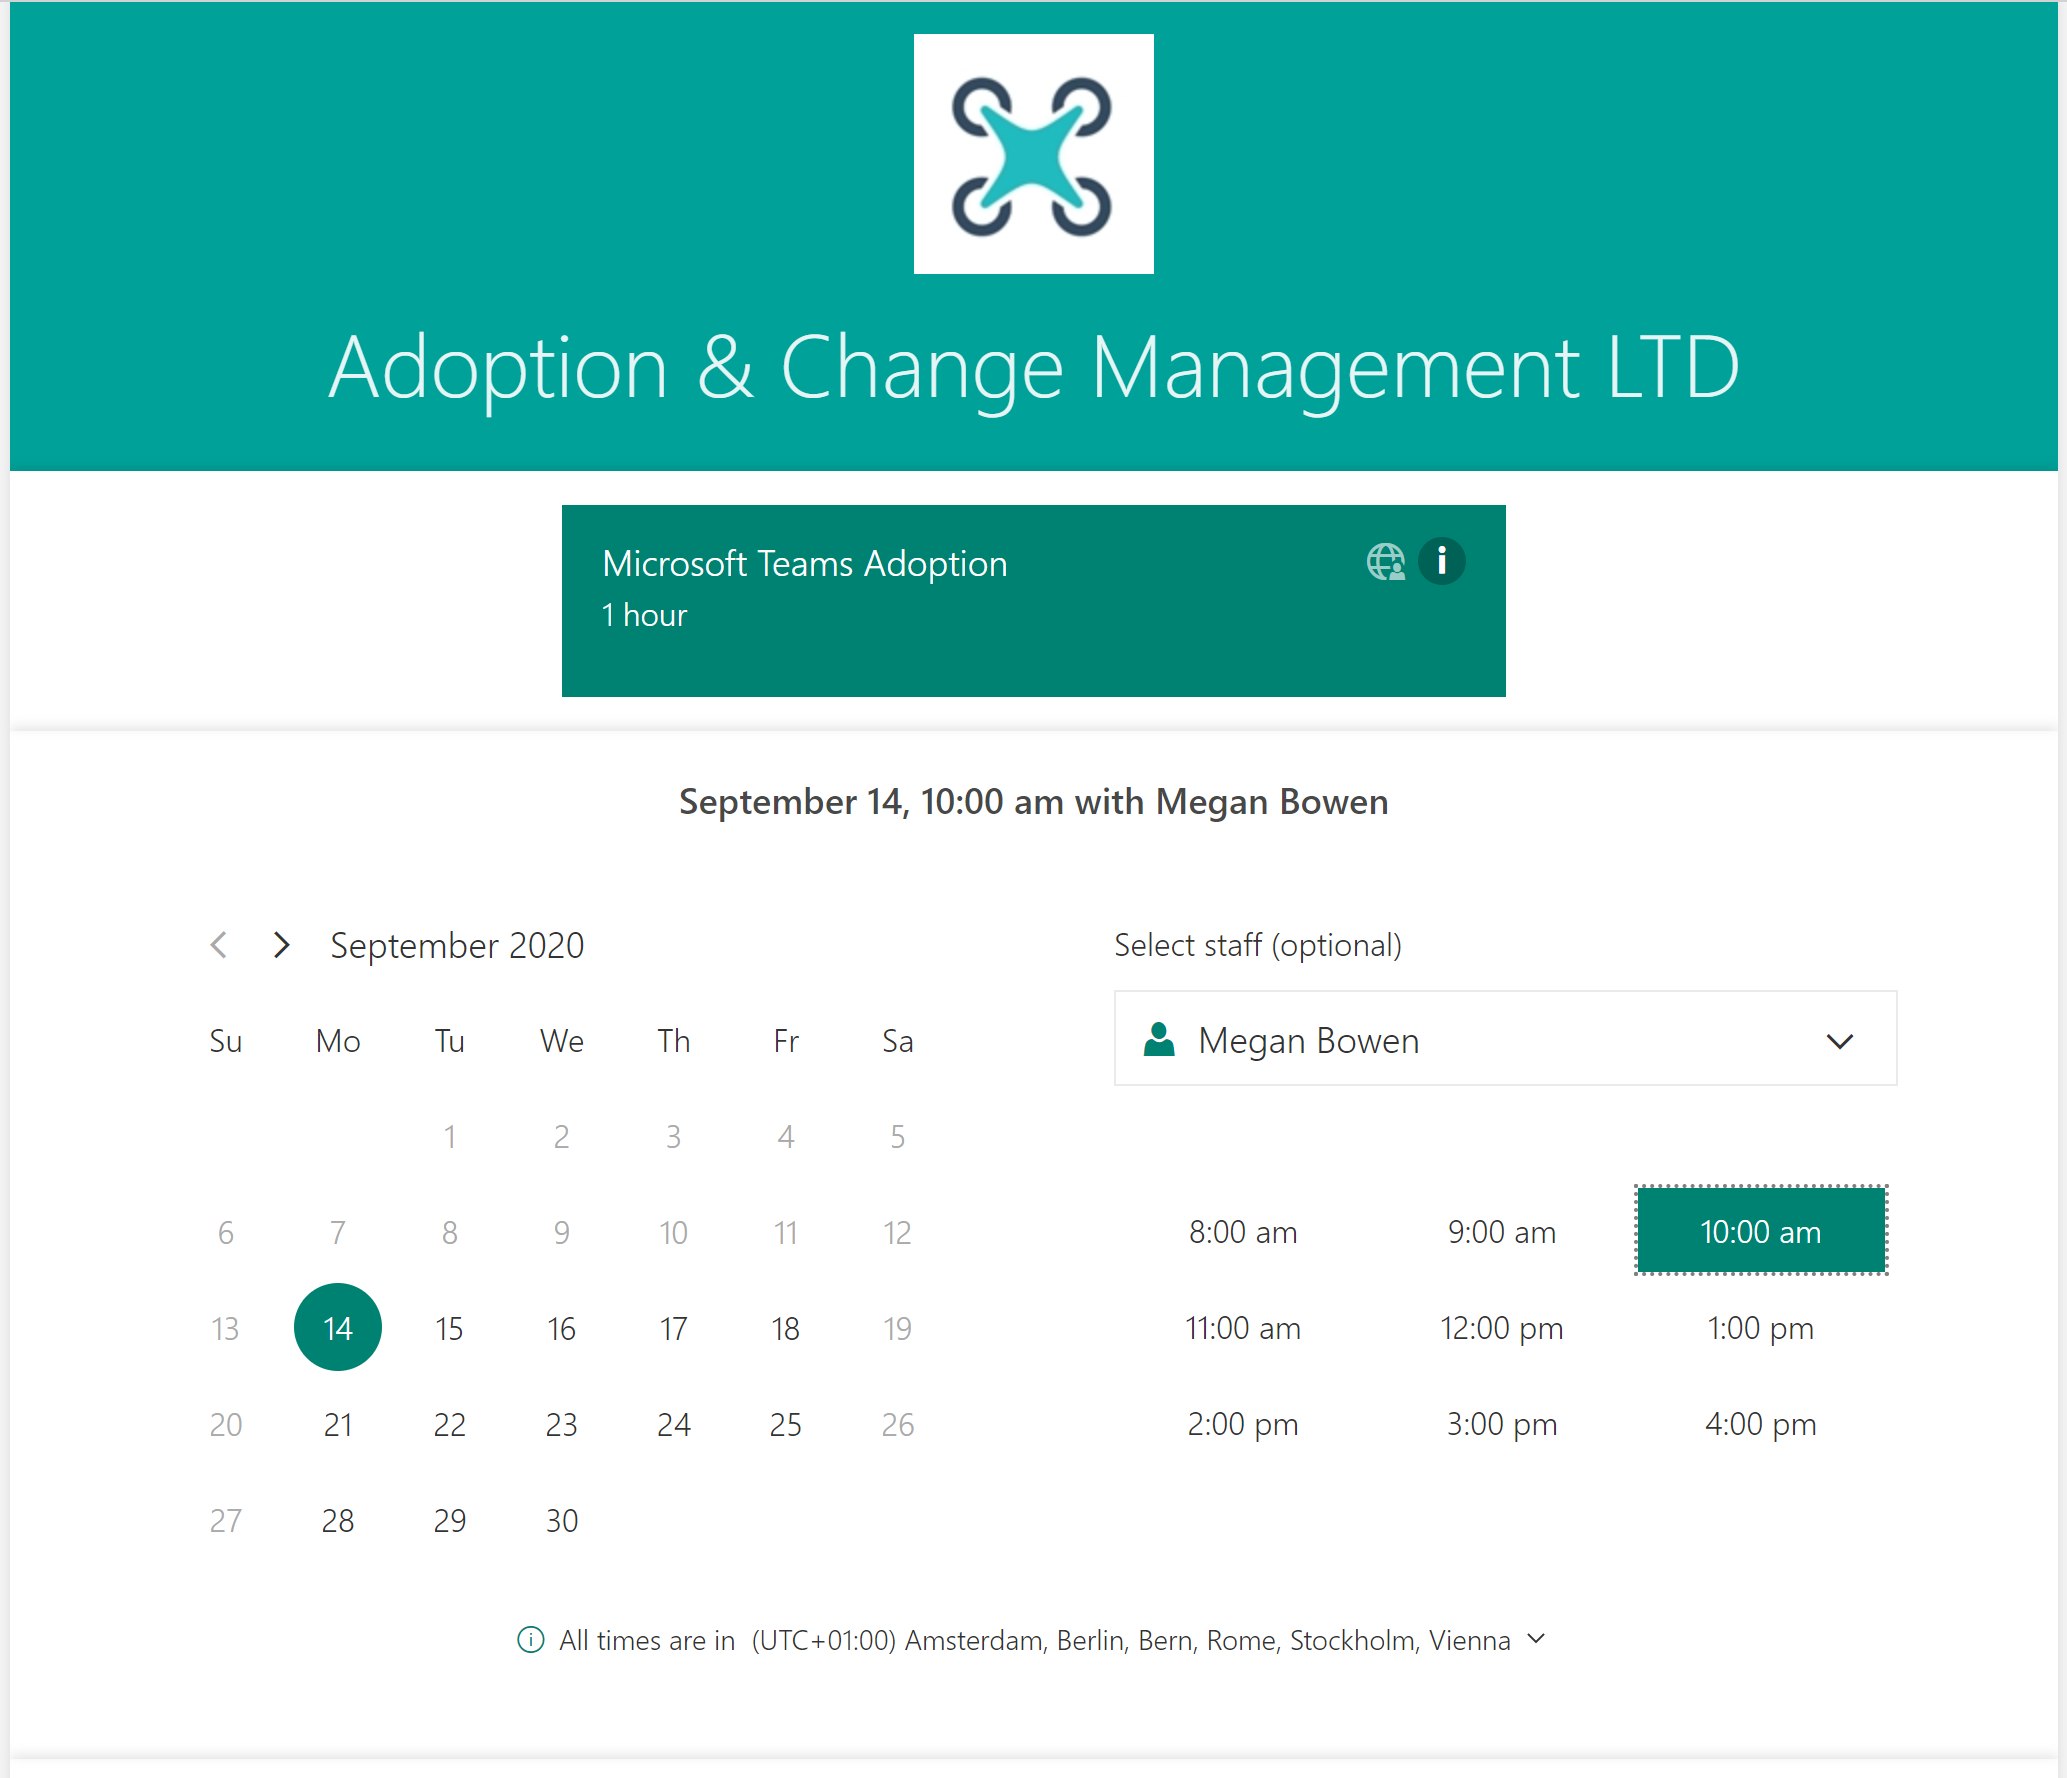 Adoption & Change Management LTD
Microsoft Teams Adoption
1 hour
September 14, 10:00 am with Megan Bowen
September 2020
Su Mo Tu We Th Fr Sa
1 2 3 4 5
6 7 8 9 10 11 12
13 14 15 16 17 18 19
20 21 22 23 24 25 26
27 28 29 30
Select staff (optional)
Megan Bowen
8:00 am 9:00 am 10:00 am
11:00 am 12:00 pm 1:00 pm
2:00 pm 3:00 pm 4:00 pm
All times are in (UTC+01:00) Amsterdam, Berlin, Bern, Rome, Stockholm, Vienna